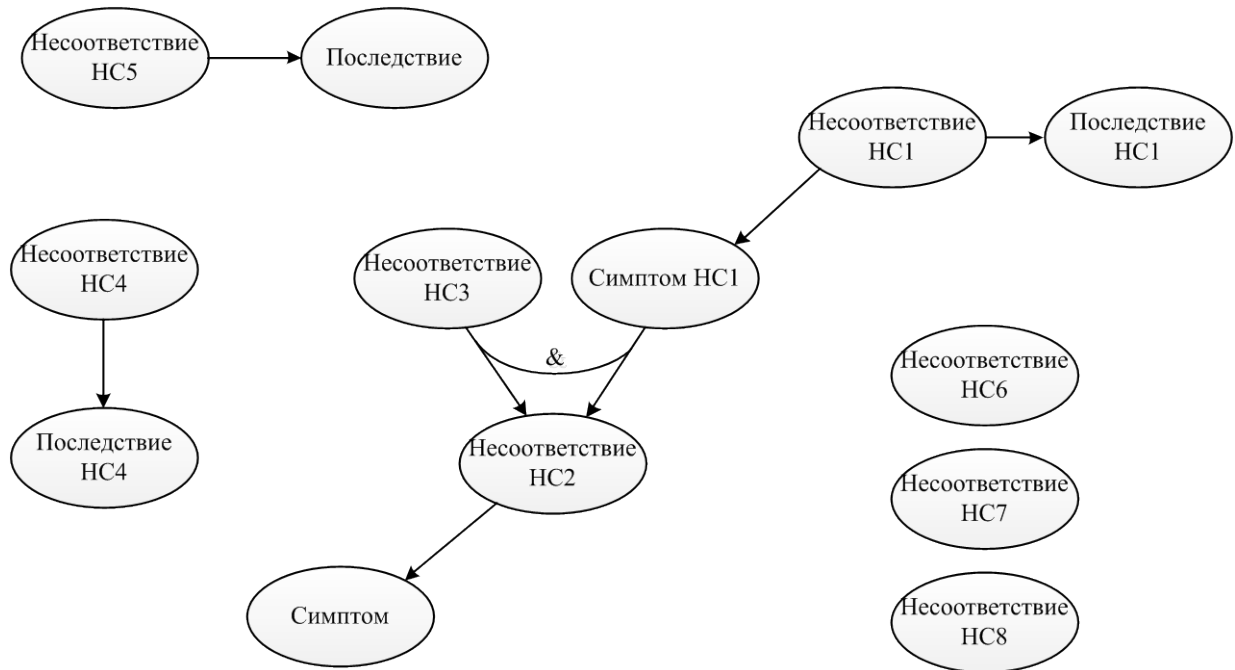 Несоответствие
НС5
Последствие
Несоответствие
НС1
Последствие
НС1
Несоответствие
НС4
Несоответствие
НС3
Симптом НС1
&
Несоответствие
НС6
Последствие
НС4
Несоответствие
НС2
Несоответствие
НС7
Симптом
Несоответствие
НС8